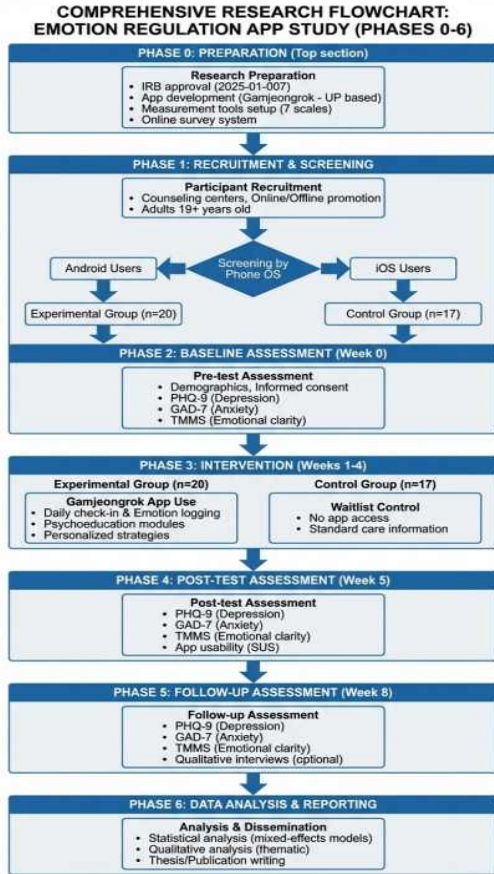 COMPREHENSIVE RESEARCH FLOWCHART:
EMOTION REGULATION APP STUDY (PHASES 0-6)
PHASE 0: PREPARATION (Top section)
Research Preparation
• IRB approval (2025-01-007)
• App development (Gamjeongrok - UP based)
• Measurement tools setup (7 scales)
• Online survey system
PHASE 1: RECRUITMENT & SCREENING
Participant Recruitment
• Counseling centers, Online/Offline promotion
• Adults 19+ years old
Screening by
Phone OS
Android Users
iOS Users
Experimental Group (n=20)
Control Group (n=17)
PHASE 2: BASELINE ASSESSMENT (Week 0)
Pre-test Assessment
• Demographics, Informed consent
• PHQ-9 (Depression)
• GAD-7 (Anxiety)
• TMMS (Emotional clarity)
PHASE 3: INTERVENTION (Weeks 1-4)
Experimental Group (n=20)
Gamjeongrok App Use
• Daily check-in & Emotion logging
• Psychoeducation modules
• Personalized strategies
Control Group (n=17)
Waitlist Control
• No app access
• Standard care information
PHASE 4: POST-TEST ASSESSMENT (Week 5)
Post-test Assessment
• PHQ-9 (Depression)
• GAD-7 (Anxiety)
• TMMS (Emotional clarity)
• App usability (SUS)
PHASE 5: FOLLOW-UP ASSESSMENT (Week 8)
Follow-up Assessment
• PHQ-9 (Depression)
• GAD-7 (Anxiety)
• TMMS (Emotional clarity)
• Qualitative interviews (optional)
PHASE 6: DATA ANALYSIS & REPORTING
Analysis & Dissemination
• Statistical analysis (mixed-effects models)
• Qualitative analysis (thematic)
• Thesis/Publication writing